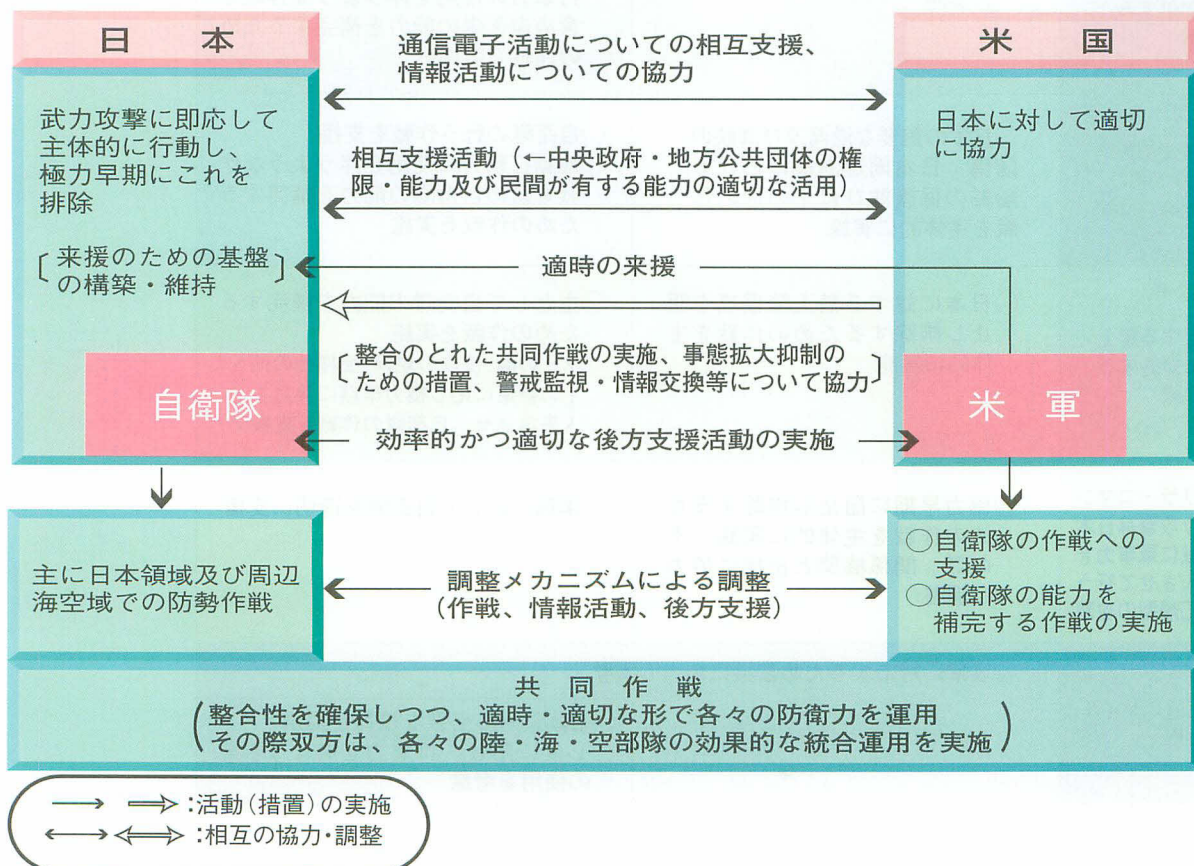 日本
米国
通信電子活動についての相互支援、
情報活動についての協力
武力攻撃に即応して
主体的に行動し、
極力早期にこれを
排除
日本に対して適切
に協力
相互支援活動(←中央政府・地方公共団体の権
限・能力及び民間が有する能力の適切な活用)
〔来援のための基盤
の構築・維持〕
適時の来援
〔整合のとれた共同作戦の実施、事態拡大抑制の
ための措置、警戒監視・情報交換等について協力〕
自衛隊
米軍
効率的かつ適切な後方支援活動の実施
主に日本領域及び周辺
海空域での防勢作戦
調整メカニズムによる調整
(作戦、情報活動、後方支援)
○自衛隊の作戦への
支援
○自衛隊の能力を
補完する作戦の実施
共同作戦
(整合性を確保しつつ、適時・適切な形で各々の防衛力を運用
その際双方は、各々の陸・海・空部隊の効果的な統合運用を実施)
→ ⇒:活動(措置)の実施
←→ ⇔:相互の協力・調整